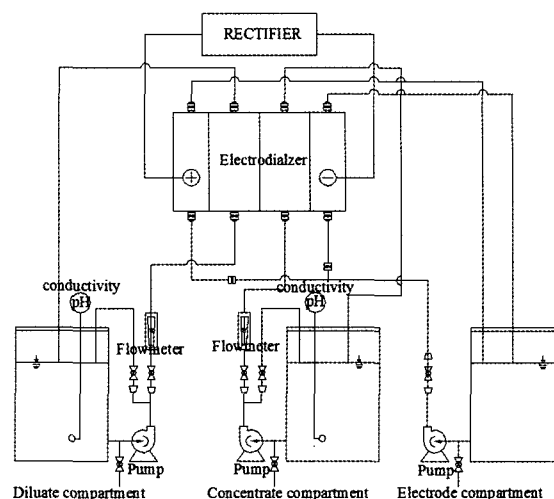 RECTIFIER
Electrodialzer
+
−
conductivity
pH
conductivity
pH
Flowmeter
Flowmeter
Pump
Pump
Pump
Diluate compartment
Concentrate compartment
Electrode compartment